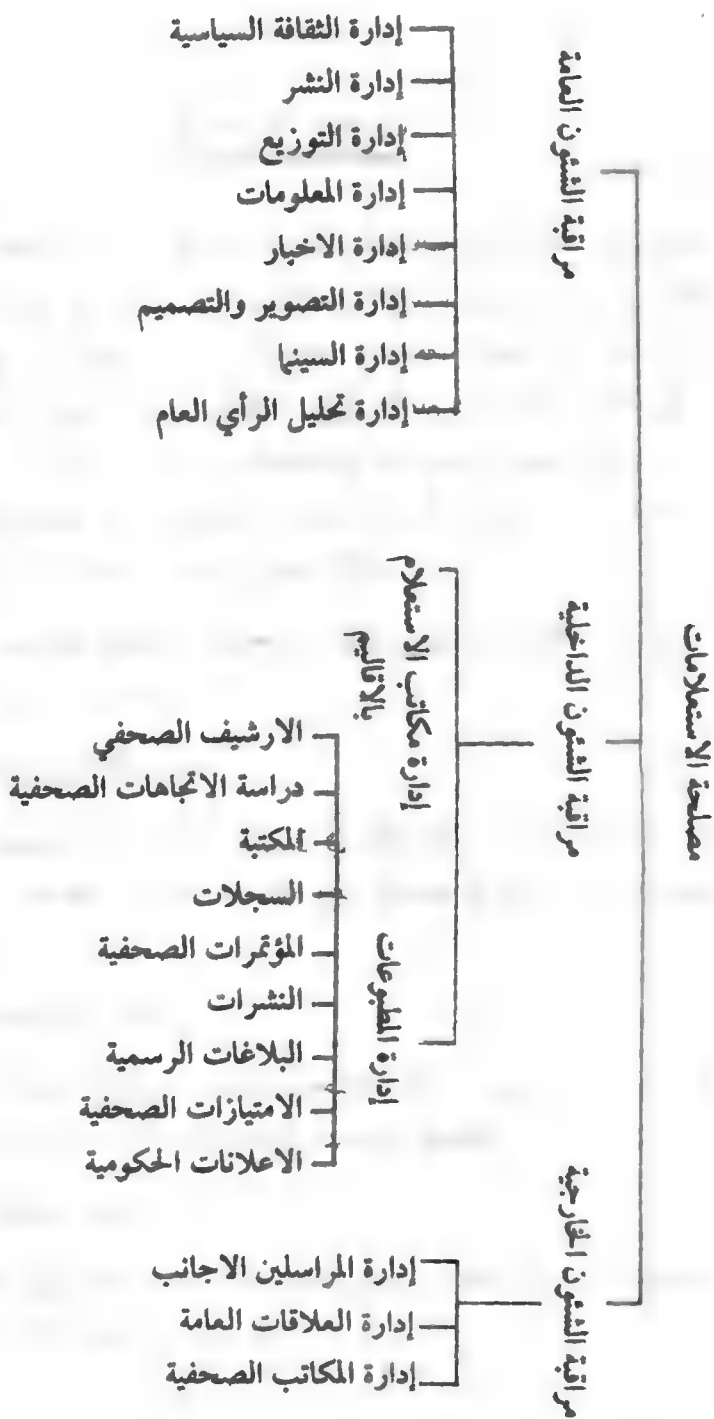 مصلحة الاستعلامات
مراقبة الشئون العامة
إدارة الثقافة السياسية
إدارة النشر
إدارة التوزيع
إدارة المعلومات
إدارة الاخبار
إدارة التصوير والتصميم
إدارة السينما
إدارة تحليل الرأي العام
مراقبة الشئون الداخلية
إدارة مكاتب الاستعلام
بالاقاليم
إدارة المطبوعات
الارشيف الصحفي
دراسة الاتجاهات الصحفية
المكتبة
السجلات
المؤتمرات الصحفية
النشرات
البلاغات الرسمية
الامتيازات الصحفية
الاعلانات الحكومية
مراقبة الشئون الخارجية
إدارة المراسلين الاجانب
إدارة العلاقات العامة
إدارة المكاتب الصحفية